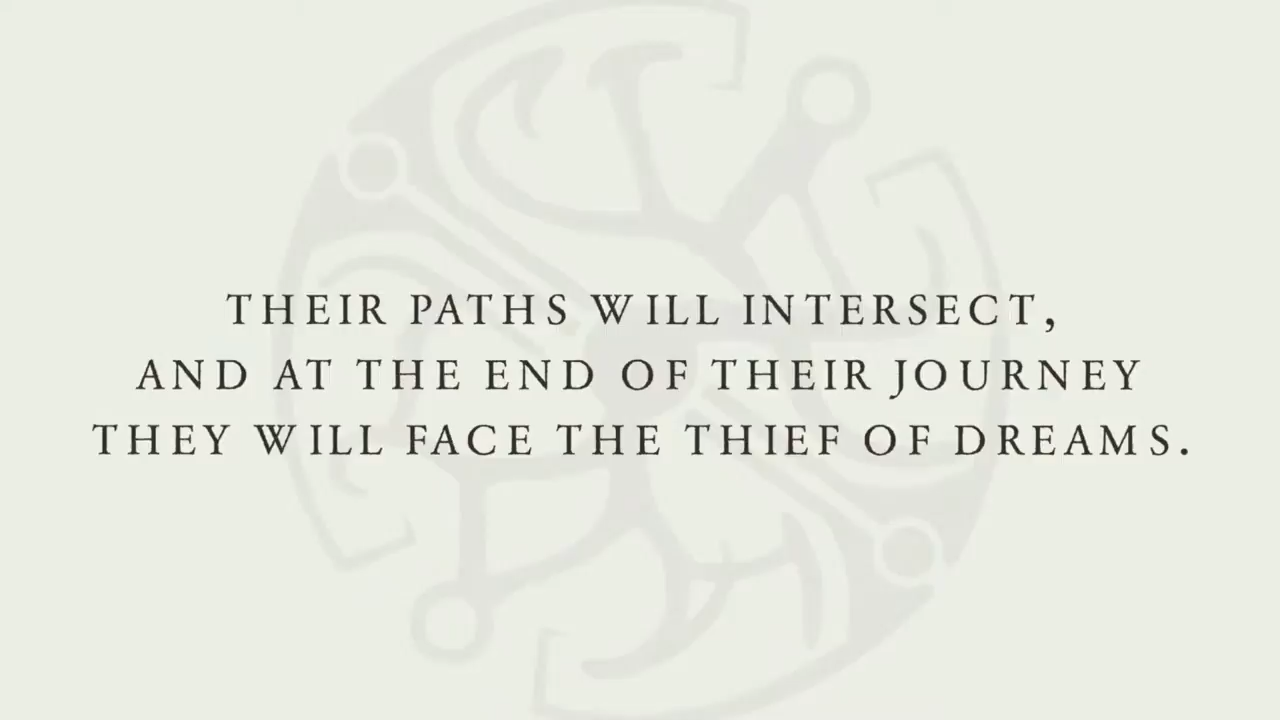 THEIR PATHS WILL INTERSECT,
AND AT THE END OF THEIR JOURNEY
THEY WILL FACE THE THIEF OF DREAMS.